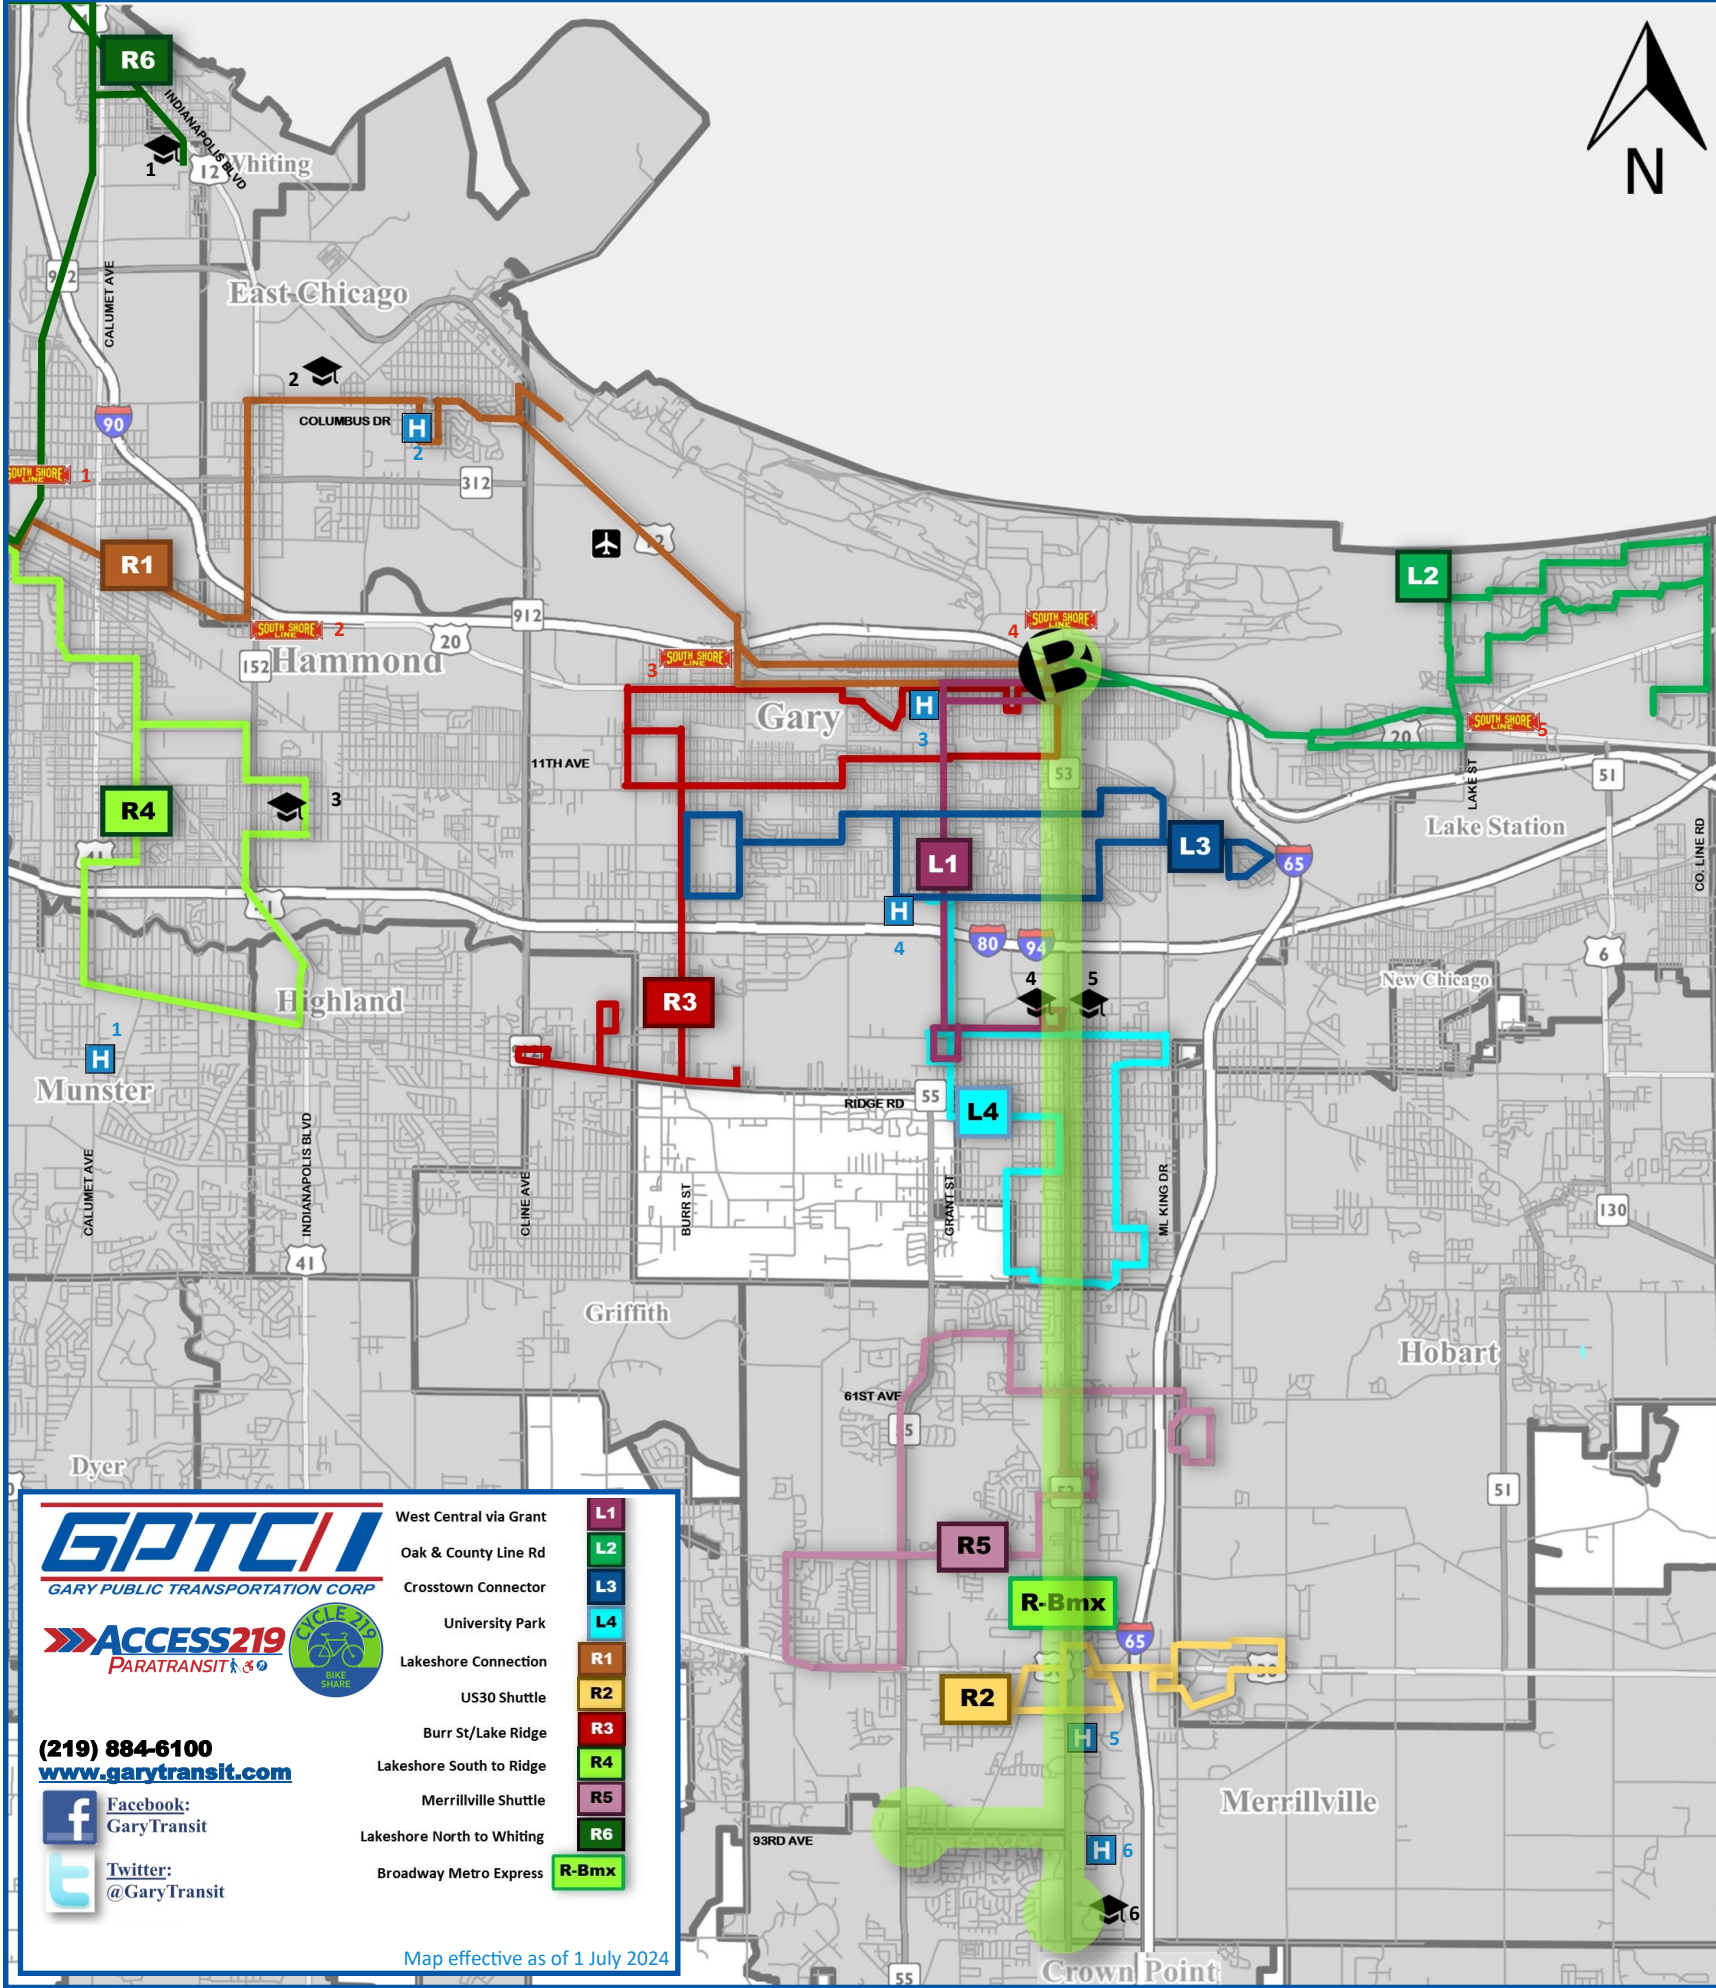 R6
INDIANAPOLIS BLVD
1
12
Whiting
N
CALUMET AVE
East Chicago
2
90
COLUMBUS DR
H
2
SOUTH SHORE LINE
1
312
R1
12
L2
912
SOUTH SHORE LINE
2
20
SOUTH SHORE LINE
4
152
Hammond
SOUTH SHORE LINE
3
B
Gary
H
3
SOUTH SHORE LINE
5
20
11TH AVE
53
51
LAKE ST
R4
3
Lake Station
L3
L1
65
CO. LINE RD
41
H
4
80
94
6
Highland
R3
4
5
New Chicago
1
H
Munster
55
RIDGE RD
L4
CALUMET AVE
INDIANAPOLIS BLVD
CLINE AVE
BURR ST
GRANT ST
ML KING DR
130
41
Griffith
Hobart
61ST AVE
Dyer
53
51
R5
R-Bmx
65
R2
H
5
Merrillville
93RD AVE
H
6
6
Crown Point
55
GPTC
GARY PUBLIC TRANSPORTATION CORP
ACCESS219
PARATRANSIT
CYCLE 219
BIKE
SHARE
(219) 884-6100
www.garytransit.com
Facebook:
GaryTransit
Twitter:
@GaryTransit
West Central via Grant L1
Oak & County Line Rd L2
Crosstown Connector L3
University Park L4
Lakeshore Connection R1
US30 Shuttle R2
Burr St/Lake Ridge R3
Lakeshore South to Ridge R4
Merrillville Shuttle R5
Lakeshore North to Whiting R6
Broadway Metro Express R-Bmx
Map effective as of 1 July 2024